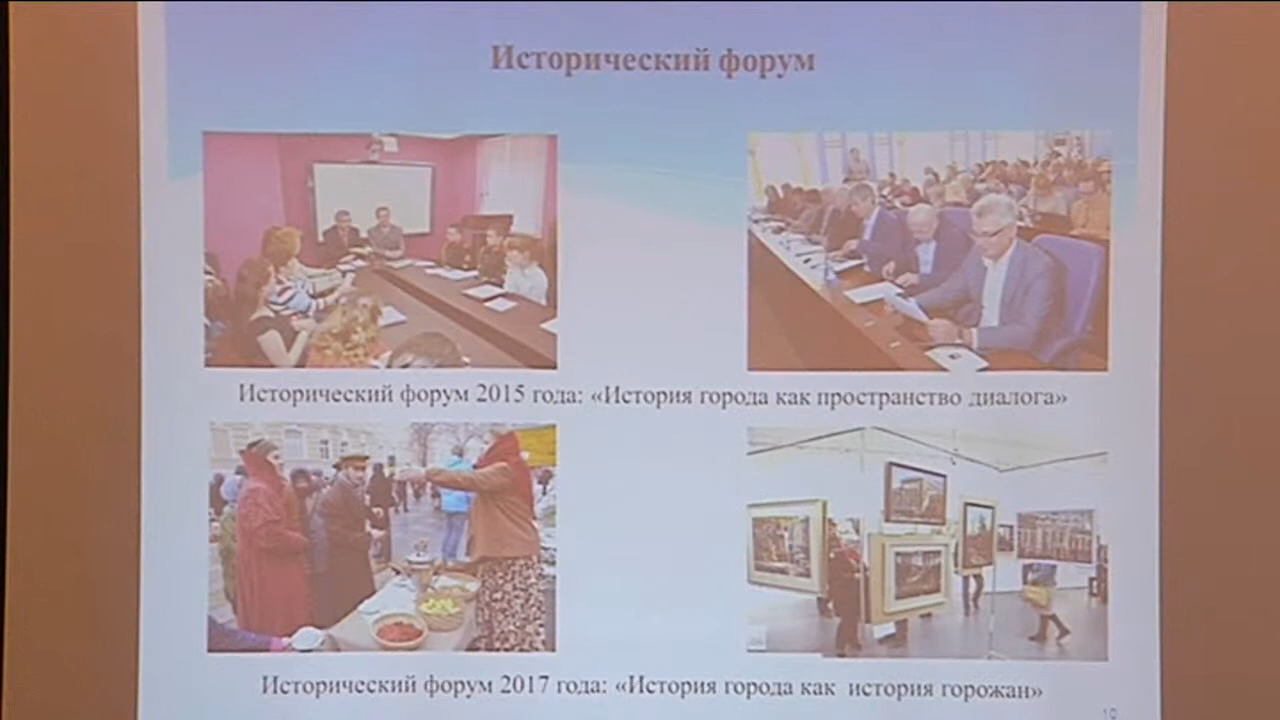 Исторический форум
Исторический форум 2015 года: «История города как пространство диалога»
Исторический форум 2017 года: «История города как история горожан»